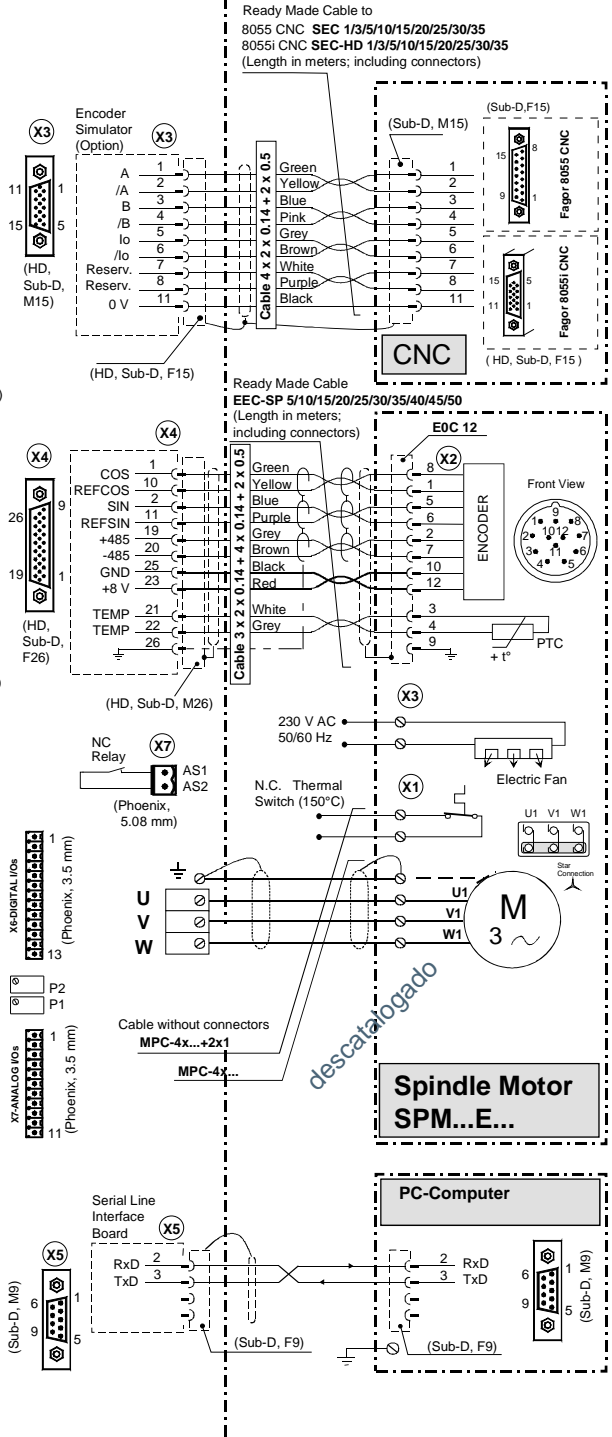 Ready Made Cable to
8055 CNC SEC 1/3/5/10/15/20/25/30/35
8055i CNC SEC-HD 1/3/5/10/15/20/25/30/35
(Length in meters; including connectors)
X3
11
1
15
5
(HD,
Sub-D,
M15)
Encoder
Simulator
(Option)
X3
A 1
/A 2
B 3
/B 4
Io 5
/Io 6
Reserv. 7
Reserv. 8
0 V 11
(HD, Sub-D, F15)
Cable 4 x 2 x 0.14 + 2 x 0.5
Green
Yellow
Blue
Pink
Grey
Brown
White
Purple
Black
(Sub-D, M15)
1
2
3
4
5
6
7
8
11
(Sub-D,F15)
15
8
9
1
Fagor 8055 CNC
15
5
11
1
Fagor 8055i CNC
( HD, Sub-D, F15 )
CNC
)
Ready Made Cable
EEC-SP 5/10/15/20/25/30/35/40/45/50
(Length in meters;
including connectors)
X4
26
9
19
1
(HD,
Sub-D,
F26)
X4
COS 1
REFCOS 10
SIN 2
REFSIN 11
+485 19
-485 20
GND 25
+8 V 23
TEMP 21
TEMP 22
26
(HD, Sub-D, M26)
Cable 3 x 2 x 0.14 + 4 x 0.14 + 2 x 0.5
Green
Yellow
Blue
Purple
Grey
Brown
Black
Red
White
Grey
E0C 12
X2
8
1
5
6
2
7
10
12
3
4
9
ENCODER
Front View
9
1
8
10
12
2
7
3
11
6
4
5
PTC
+ t°
)
X3
230 V AC
50/60 Hz
Electric Fan
NC
Relay
X7
AS1
AS2
(Phoenix,
5.08 mm)
N.C. Thermal
Switch (150°C)
X1
U1 V1 W1
Star
Connection
X6-DIGITAL I/Os
1
13
(Phoenix, 3.5 mm)
U
V
W
U1
V1
W1
M
3
P2
P1
X7-ANALOG I/Os
1
11
(Phoenix, 3.5 mm)
Cable without connectors
MPC-4x...+2x1
MPC-4x...
descatalogado
Spindle Motor
SPM...E...
PC-Computer
Serial Line
Interface
Board
X5
X5
(Sub-D, M9)
6
1
9
5
RxD 2
TxD 3
(Sub-D, F9)
2 RxD
3 TxD
(Sub-D, F9)
6
1
9
5
(Sub-D, M9)